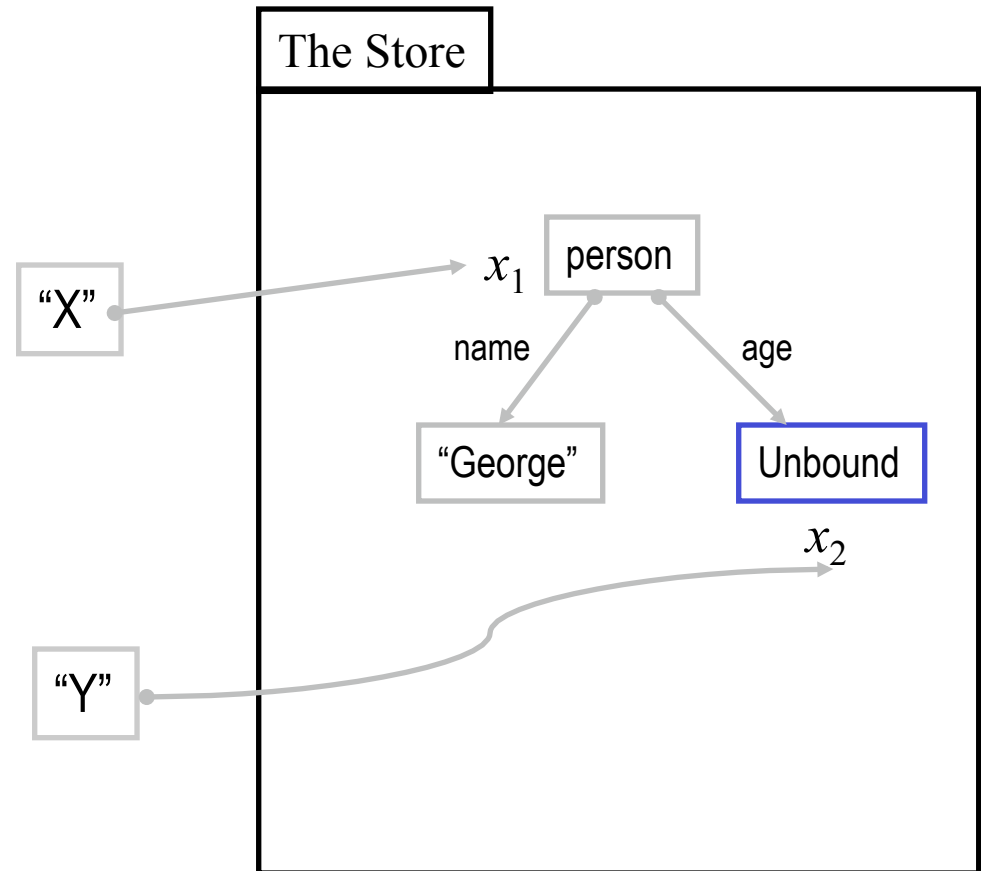 The Store
person
“X”
x₁
name
age
“George”
Unbound
x₂
“Y”